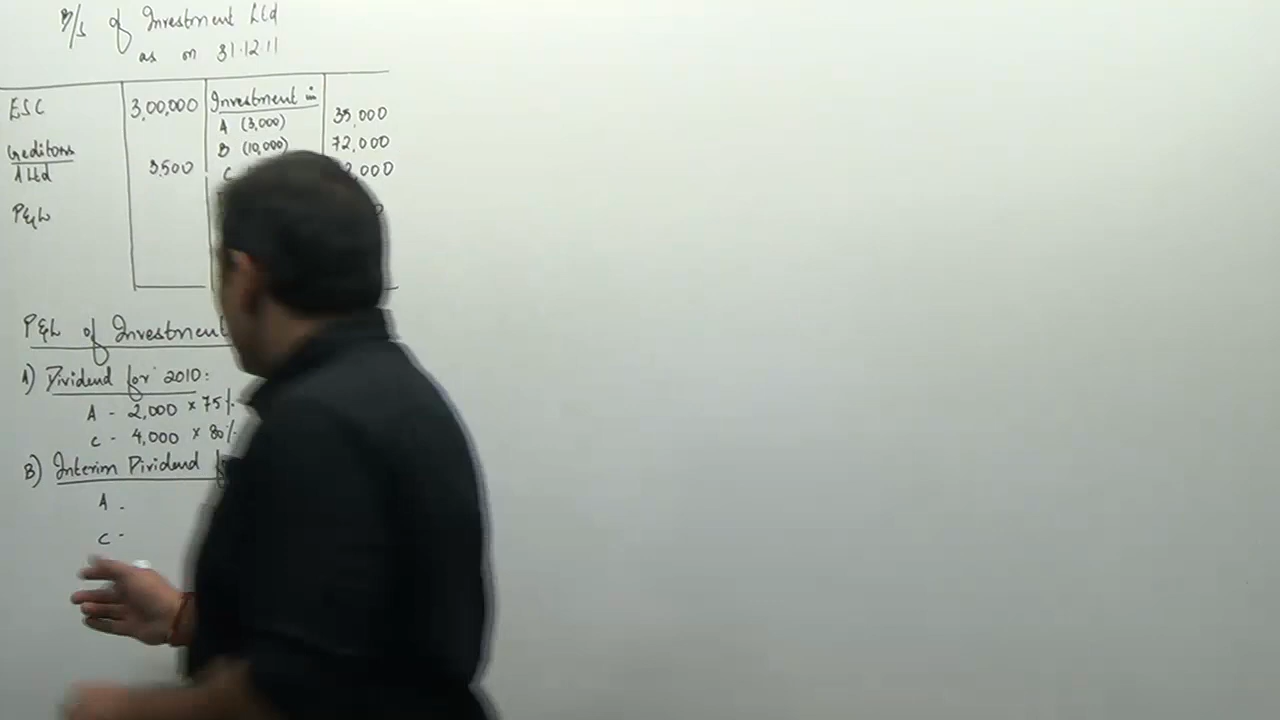 B/S of Investment Ltd
as on 31.12.11
ESC 3,00,000 Investment in
A (3,000) 35,000
B (10,000) 72,000
Creditors
A Ltd 3,500 C 2,000
P&L
P&L of Investment
A) Dividend for 2010:
A - 2,000 × 75%
C - 4,000 × 80%
B) Interim Dividend
A -
C -